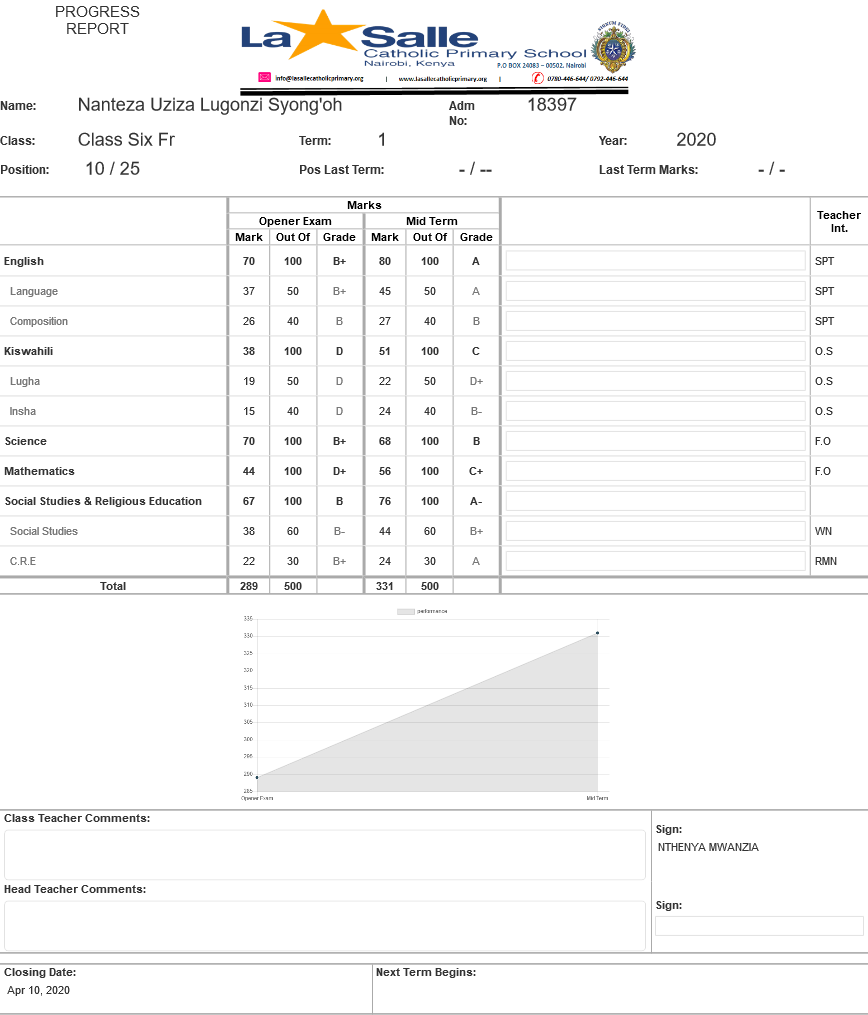 PROGRESS
REPORT
La Salle
Catholic Primary School
Nairobi, Kenya
P.O BOX 24083 – 00502, Nairobi
info@lasallecatholicprimary.org | www.lasallecatholicprimary.org | 0780-446-644/ 0792-446-644
Name: Nanteza Uziza Lugonzi Syong'oh Adm No: 18397
Class: Class Six Fr Term: 1 Year: 2020
Position: 10 / 25 Pos Last Term: - / -- Last Term Marks: - / -
Marks
Opener Exam Mid Term Teacher Int.
Mark Out Of Grade Mark Out Of Grade
English 70 100 B+ 80 100 A SPT
Language 37 50 B+ 45 50 A SPT
Composition 26 40 B 27 40 B SPT
Kiswahili 38 100 D 51 100 C O.S
Lugha 19 50 D 22 50 D+ O.S
Insha 15 40 D 24 40 B- O.S
Science 70 100 B+ 68 100 B F.O
Mathematics 44 100 D+ 56 100 C+ F.O
Social Studies & Religious Education 67 100 B 76 100 A-
Social Studies 38 60 B- 44 60 B+ WN
C.R.E 22 30 B+ 24 30 A RMN
Total 289 500 331 500
performance
335
330
325
320
315
310
305
300
295
290
285
Opener Exam Mid Term
Class Teacher Comments:
Sign:
NTHENYA MWANZIA
Head Teacher Comments:
Sign:
Closing Date: Next Term Begins:
Apr 10, 2020